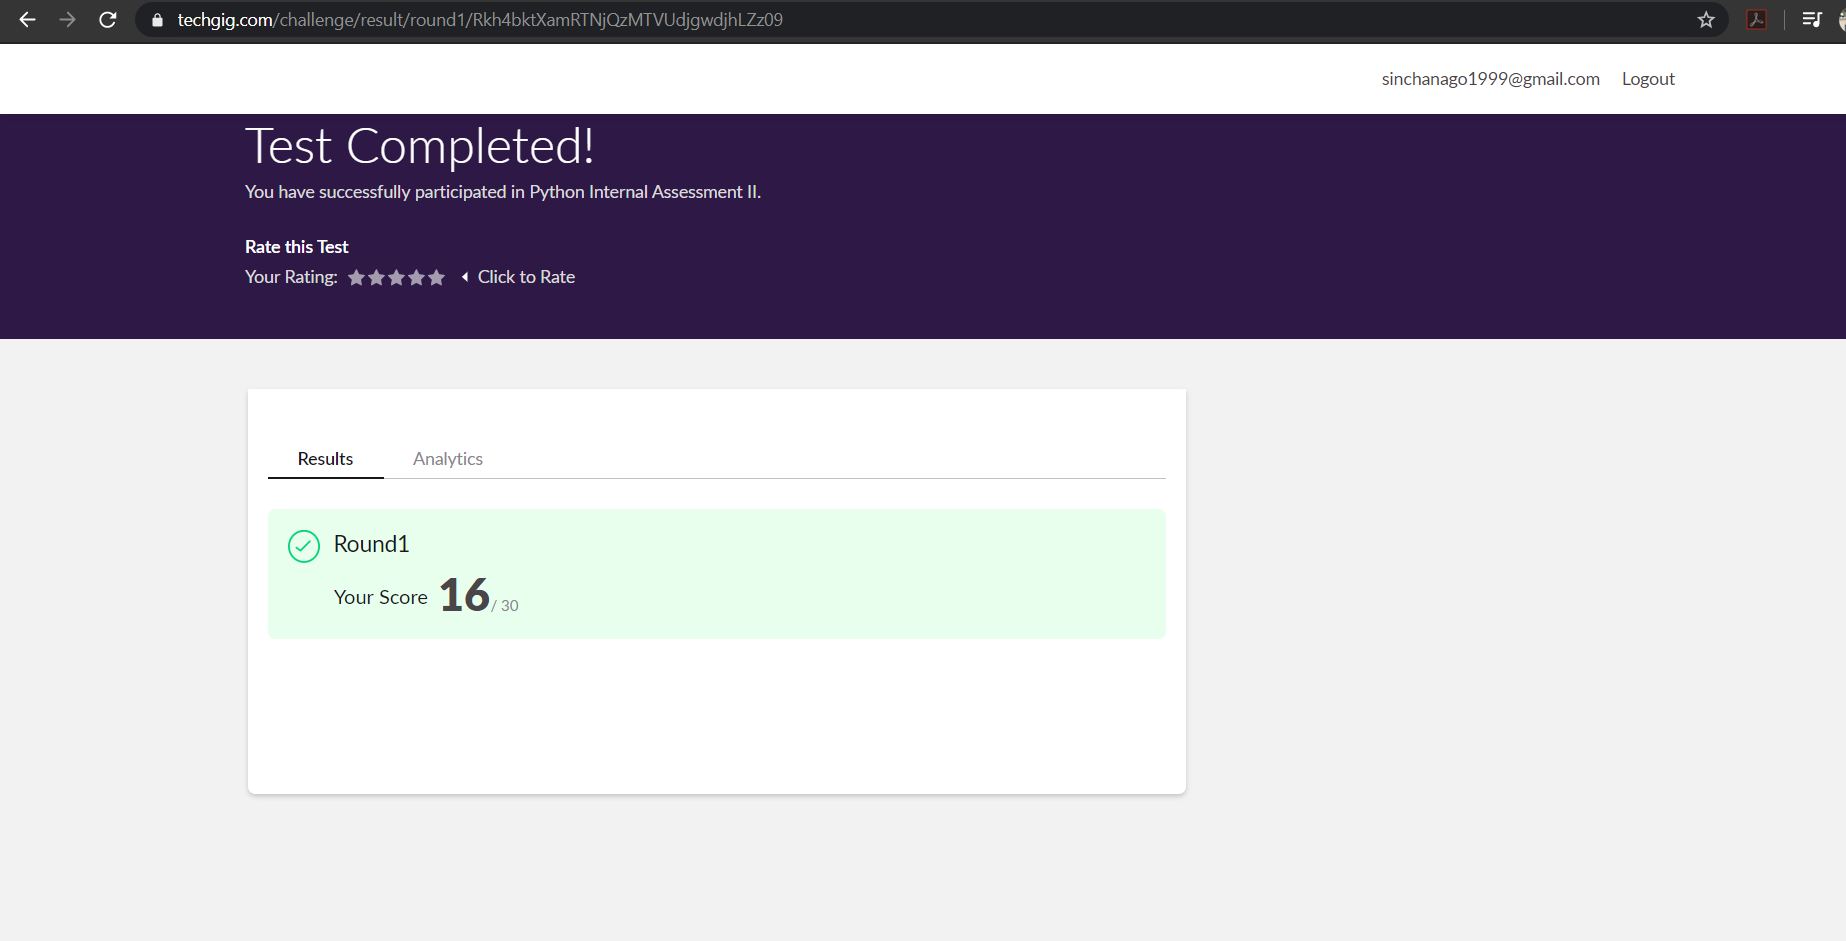 techgig.com/challenge/result/round1/Rkh4bktXamRTNjQzMTVUdjgwdjhLZz09
sinchanago1999@gmail.com Logout
Test Completed!
You have successfully participated in Python Internal Assessment II.
Rate this Test
Your Rating: Click to Rate
Results Analytics
Round1
Your Score 16/ 30